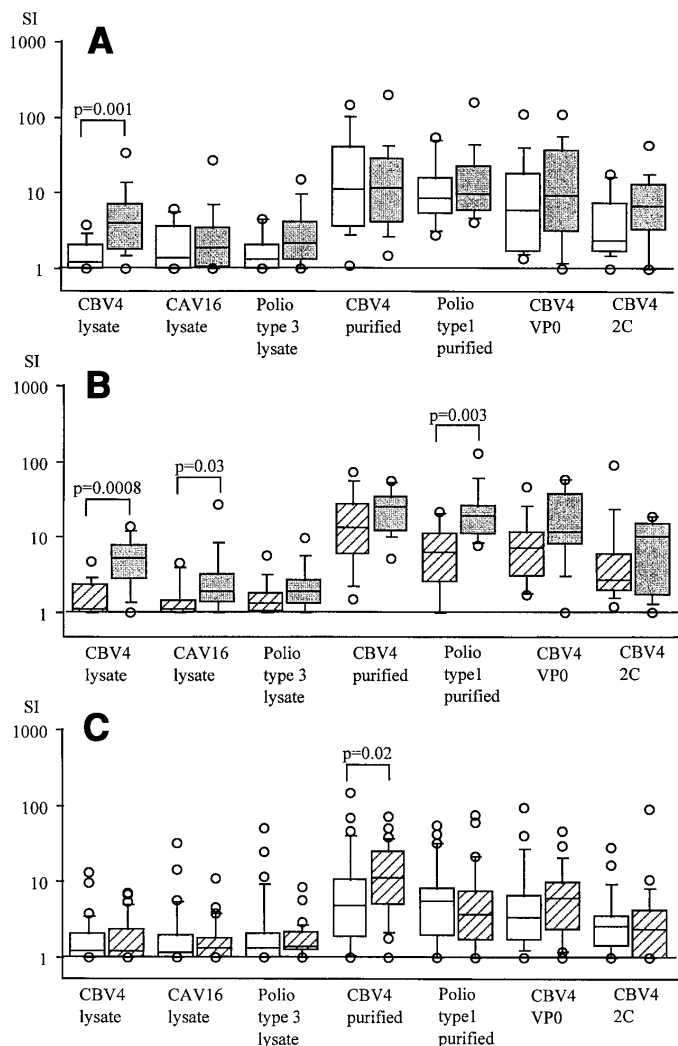 SI
A
1000
100
10
1
p=0.001
CBV4 CAV16 Polio CBV4 Polio CBV4 CBV4
lysate lysate type 3 purified type1 VP0 2C
lysate purified
B
1000
100
10
1
p=0.0008
p=0.03
p=0.003
CBV4 CAV16 Polio CBV4 Polio CBV4 CBV4
lysate lysate type 3 purified type1 VP0 2C
lysate purified
SI
C
1000
100
10
1
p=0.02
CBV4 CAV16 Polio CBV4 Polio CBV4 CBV4
lysate lysate type 3 purified type1 VP0 2C
lysate purified